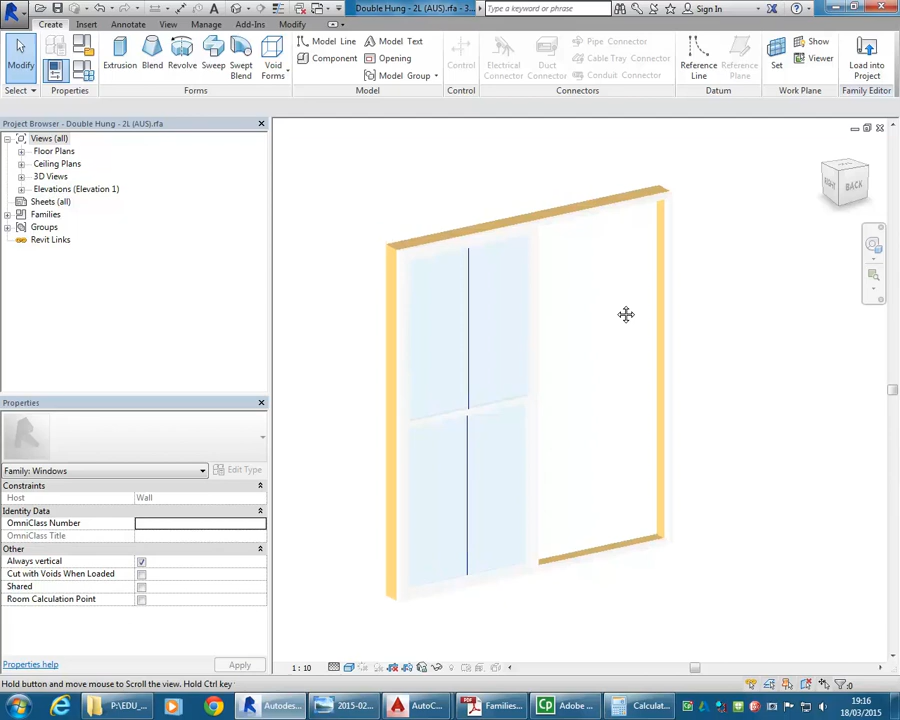 Double Hung - 2L (AUS).rfa - 3...
Type a keyword or phrase
Sign In
Create
Insert
Annotate
View
Manage
Add-Ins
Modify
Modify
Extrusion
Blend
Revolve
Sweep
Swept Blend
Void Forms
Model Line
Component
Model Text
Opening
Model Group
Control
Electrical Connector
Duct Connector
Pipe Connector
Cable Tray Connector
Conduit Connector
Reference Line
Reference Plane
Set
Show
Viewer
Load into Project
Select
Properties
Forms
Model
Control
Connectors
Datum
Work Plane
Family Editor
Project Browser - Double Hung - 2L (AUS).rfa
Views (all)
Floor Plans
Ceiling Plans
3D Views
Elevations (Elevation 1)
Sheets (all)
Families
Groups
Revit Links
RIGHT
BACK
Properties
Family: Windows
Edit Type
Constraints
Host Wall
Identity Data
OmniClass Number
OmniClass Title
Other
Always vertical
Cut with Voids When Loaded
Shared
Room Calculation Point
Properties help
Apply
1 : 10
Hold button and move mouse to Scroll the view. Hold Ctrl key
:0
P:\EDU_...
Autodes...
2015-02...
AutoC...
Families...
Adobe ...
Calculat...
19:16
18/03/2015